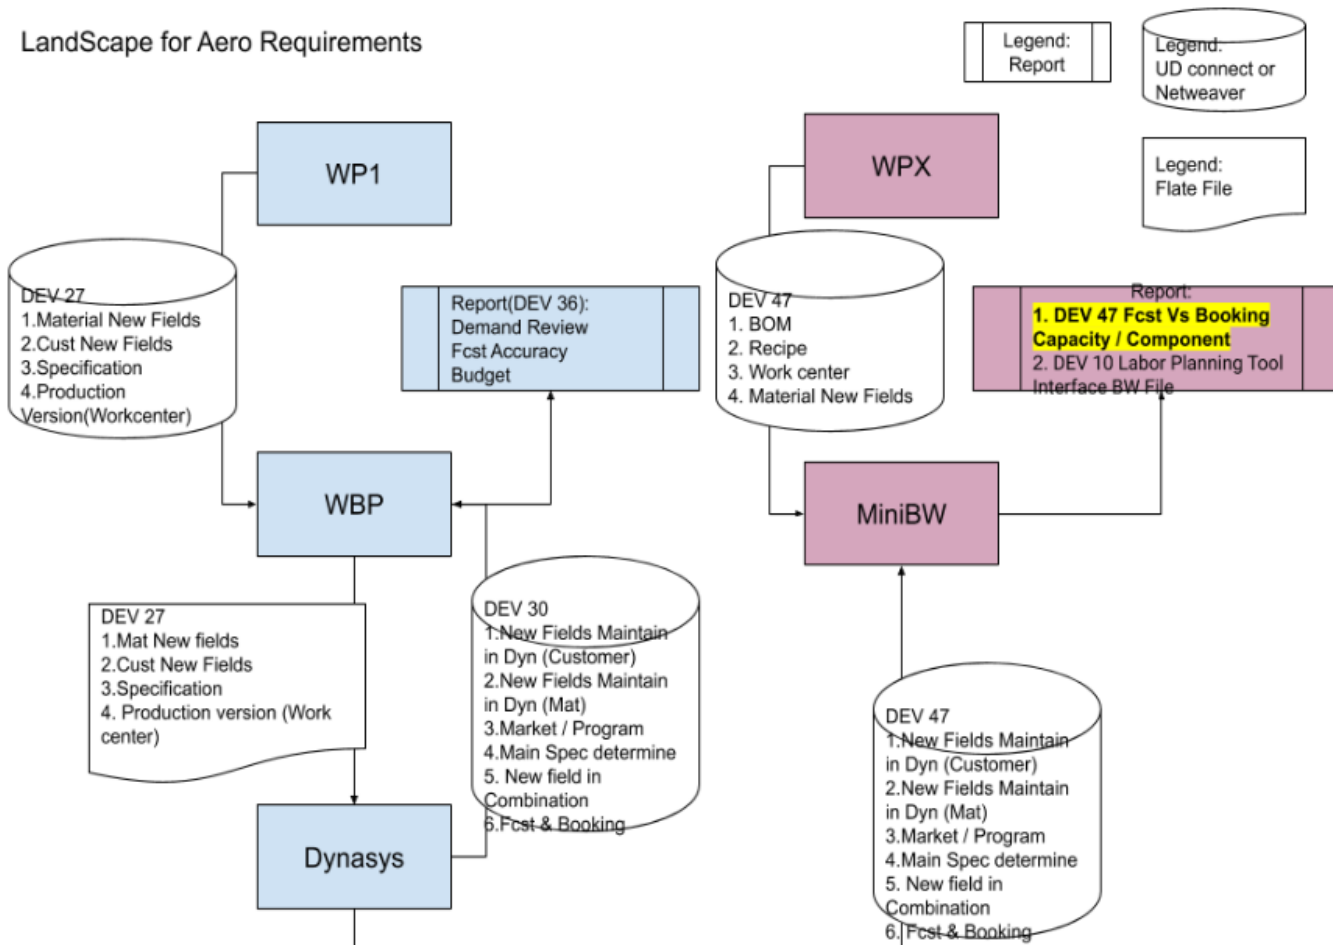 LandScape for Aero Requirements
Legend:
Report
Legend:
UD connect or
Netweaver
Legend:
Flate File
WP1
WPX
DEV 27
1.Material New Fields
2.Cust New Fields
3.Specification
4.Production
Version(Workcenter)
Report(DEV 36):
Demand Review
Fcst Accuracy
Budget
DEV 47
1. BOM
2. Recipe
3. Work center
4. Material New Fields
Report:
1. DEV 47 Fcst Vs Booking
Capacity / Component
2. DEV 10 Labor Planning Tool
Interface BW File
WBP
MiniBW
DEV 27
1.Mat New fields
2.Cust New Fields
3.Specification
4. Production version (Work
center)
DEV 30
1.New Fields Maintain
in Dyn (Customer)
2.New Fields Maintain
in Dyn (Mat)
3.Market / Program
4.Main Spec determine
5. New field in
Combination
6.Fcst & Booking
Dynasys
DEV 47
1.New Fields Maintain
in Dyn (Customer)
2.New Fields Maintain
in Dyn (Mat)
3.Market / Program
4.Main Spec determine
5. New field in
Combination
6. Fcst & Booking